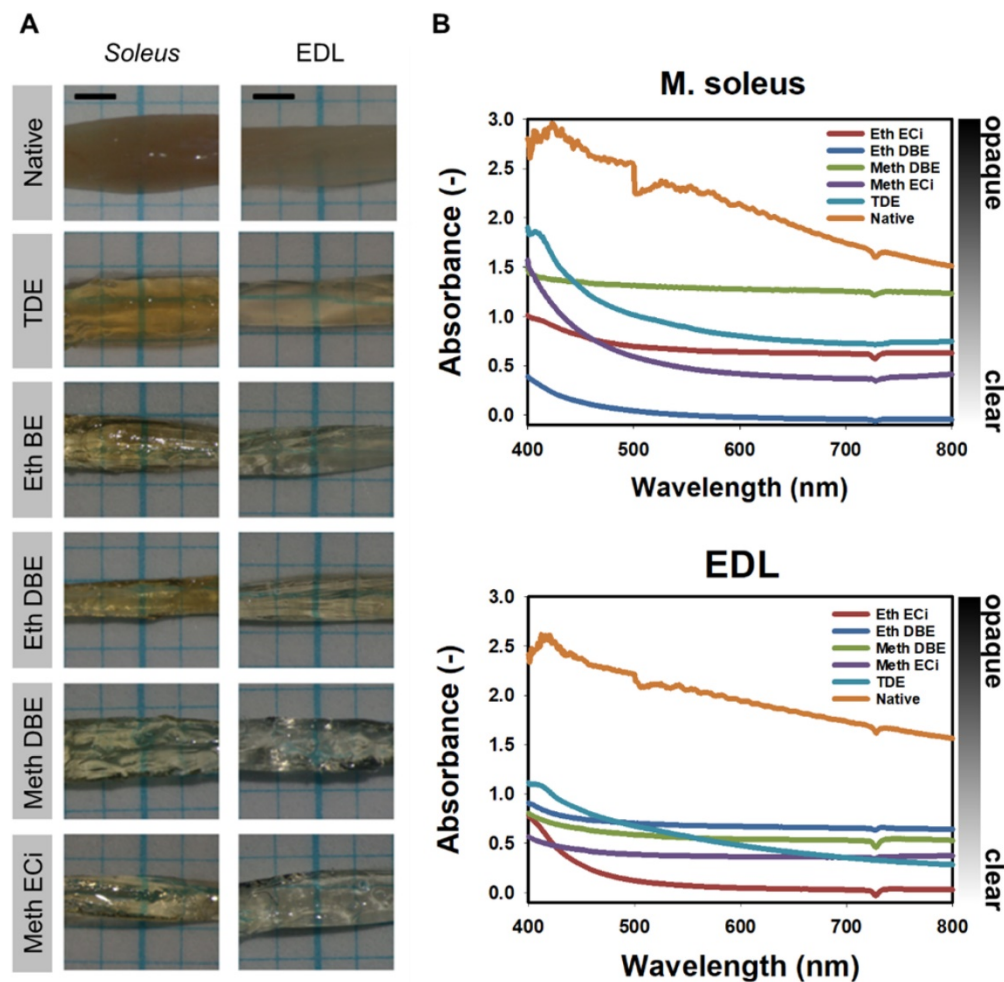 A
Soleus
EDL
Native
TDE
Eth BE
Eth DBE
Meth DBE
Meth ECi
B
M. soleus
Absorbance (-)
3.0
2.5
2.0
1.5
1.0
0.5
0.0
Eth ECi
Eth DBE
Meth DBE
Meth ECi
TDE
Native
400 500 600 700 800
Wavelength (nm)
opaque
clear
EDL
Absorbance (-)
3.0
2.5
2.0
1.5
1.0
0.5
0.0
Eth ECi
Eth DBE
Meth DBE
Meth ECi
TDE
Native
400 500 600 700 800
Wavelength (nm)
opaque
clear